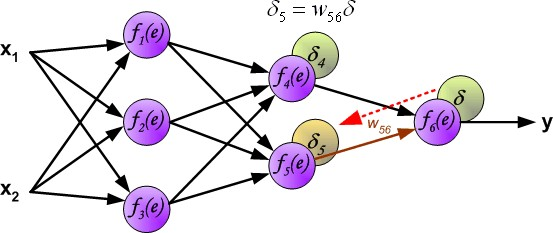 δ₅ = w₅₆δ
x₁
x₂
f₁(e)
f₂(e)
f₃(e)
δ₄
f₄(e)
δ₅
f₅(e)
w₅₆
δ
f₆(e)
y